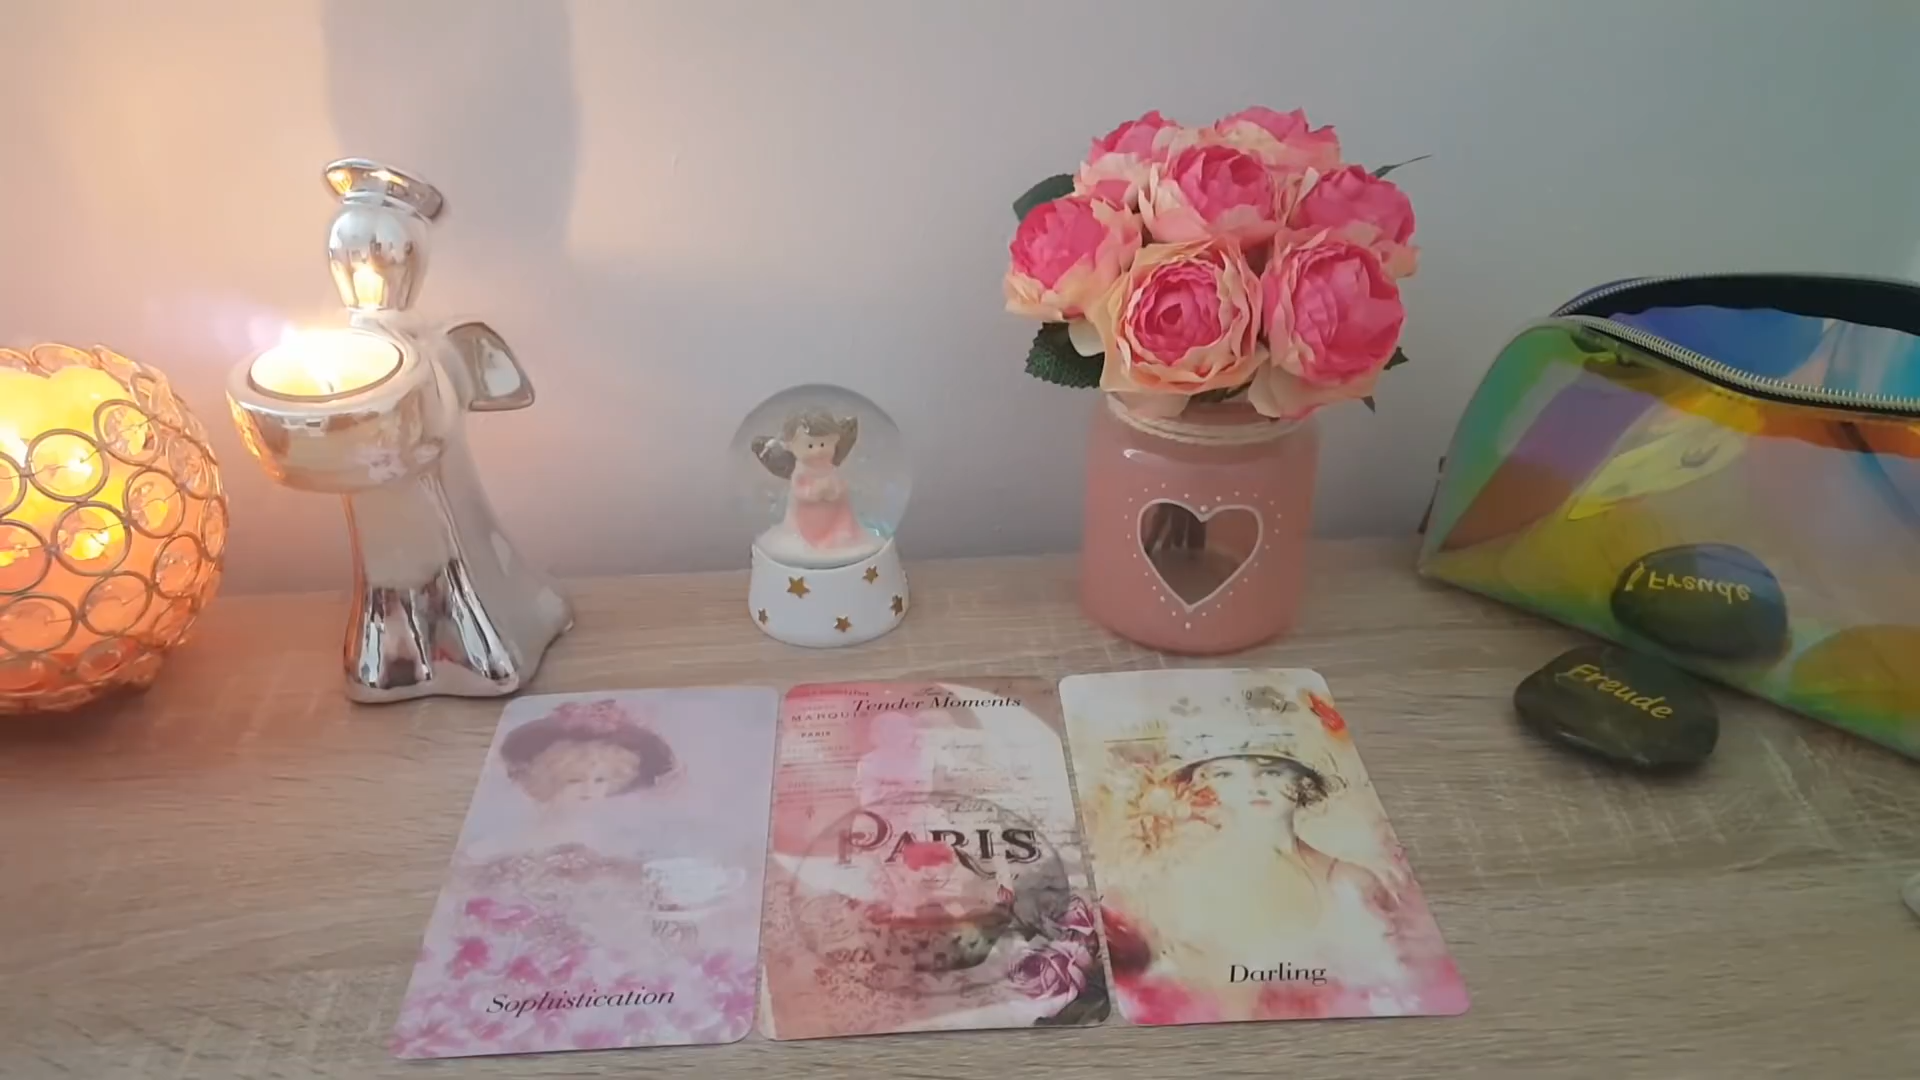 Tender Moments
MARQUIS
PARIS
PARIS
Sophistication
Darling
Freude
Freude